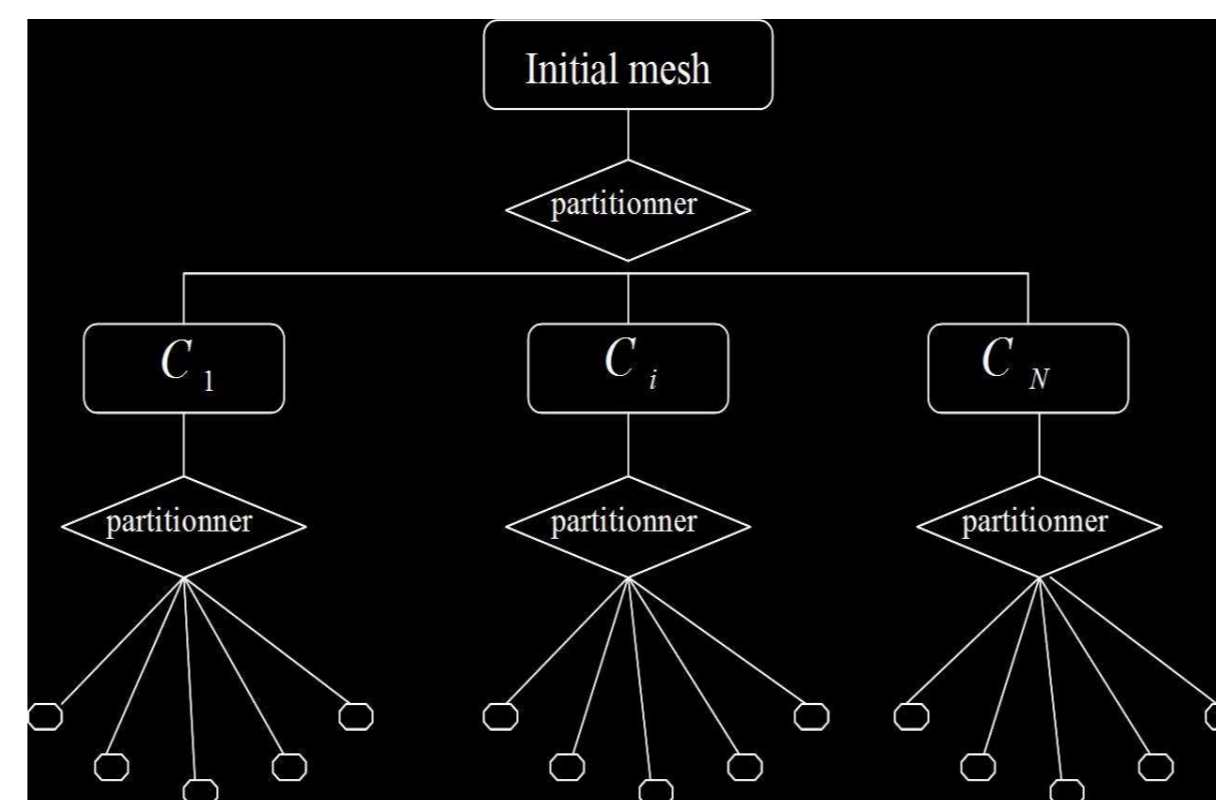 Initial mesh
partitionner
C 1
C i
C N
partitionner
partitionner
partitionner